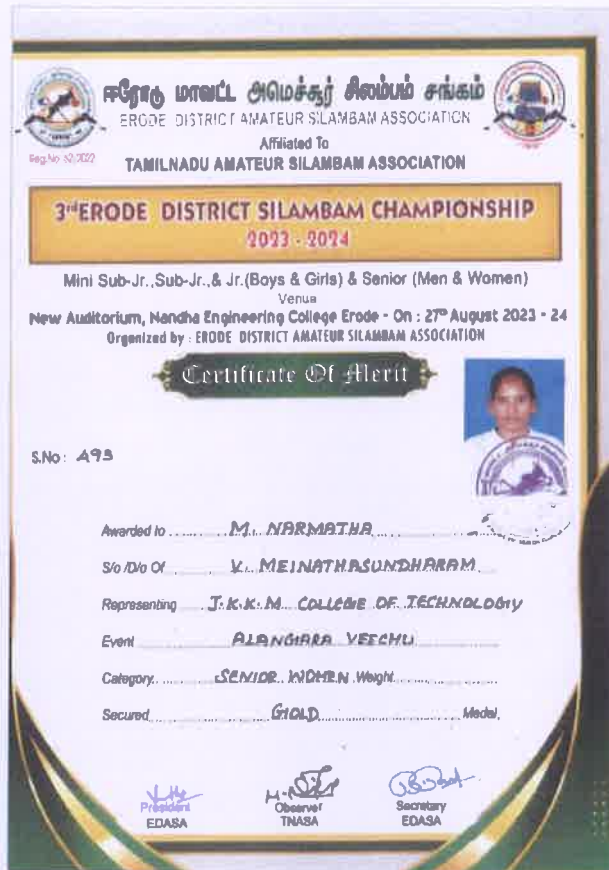 ஈரோடு மாவட்ட அமெச்சூர் சிலம்பம் சங்கம்
ERODE DISTRICT AMATEUR SILAMBAM ASSOCIATION
Affiliated To
Reg.No 62/2022
TAMILNADU AMATEUR SILAMBAM ASSOCIATION
3rd ERODE DISTRICT SILAMBAM CHAMPIONSHIP
2023 - 2024
Mini Sub-Jr.,Sub-Jr.,& Jr.(Boys & Girls) & Senior (Men & Women)
Venue
New Auditorium, Nandha Engineering College Erode - On : 27th August 2023 - 24
Organized by : ERODE DISTRICT AMATEUR SILAMBAM ASSOCIATION
Certificate Of Merit
S.No : 493
Awarded to M. NARMATHA
S/o /D/o Of V. MEINATHASUNDHARAM
Representing J.K.K.M. COLLEGE OF TECHNOLOGY
Event ALANGARA VEECHU
Category SENIOR WOMEN Weight
Secured GOLD Medal.
President
EDASA
Observer
TNASA
Secretary
EDASA